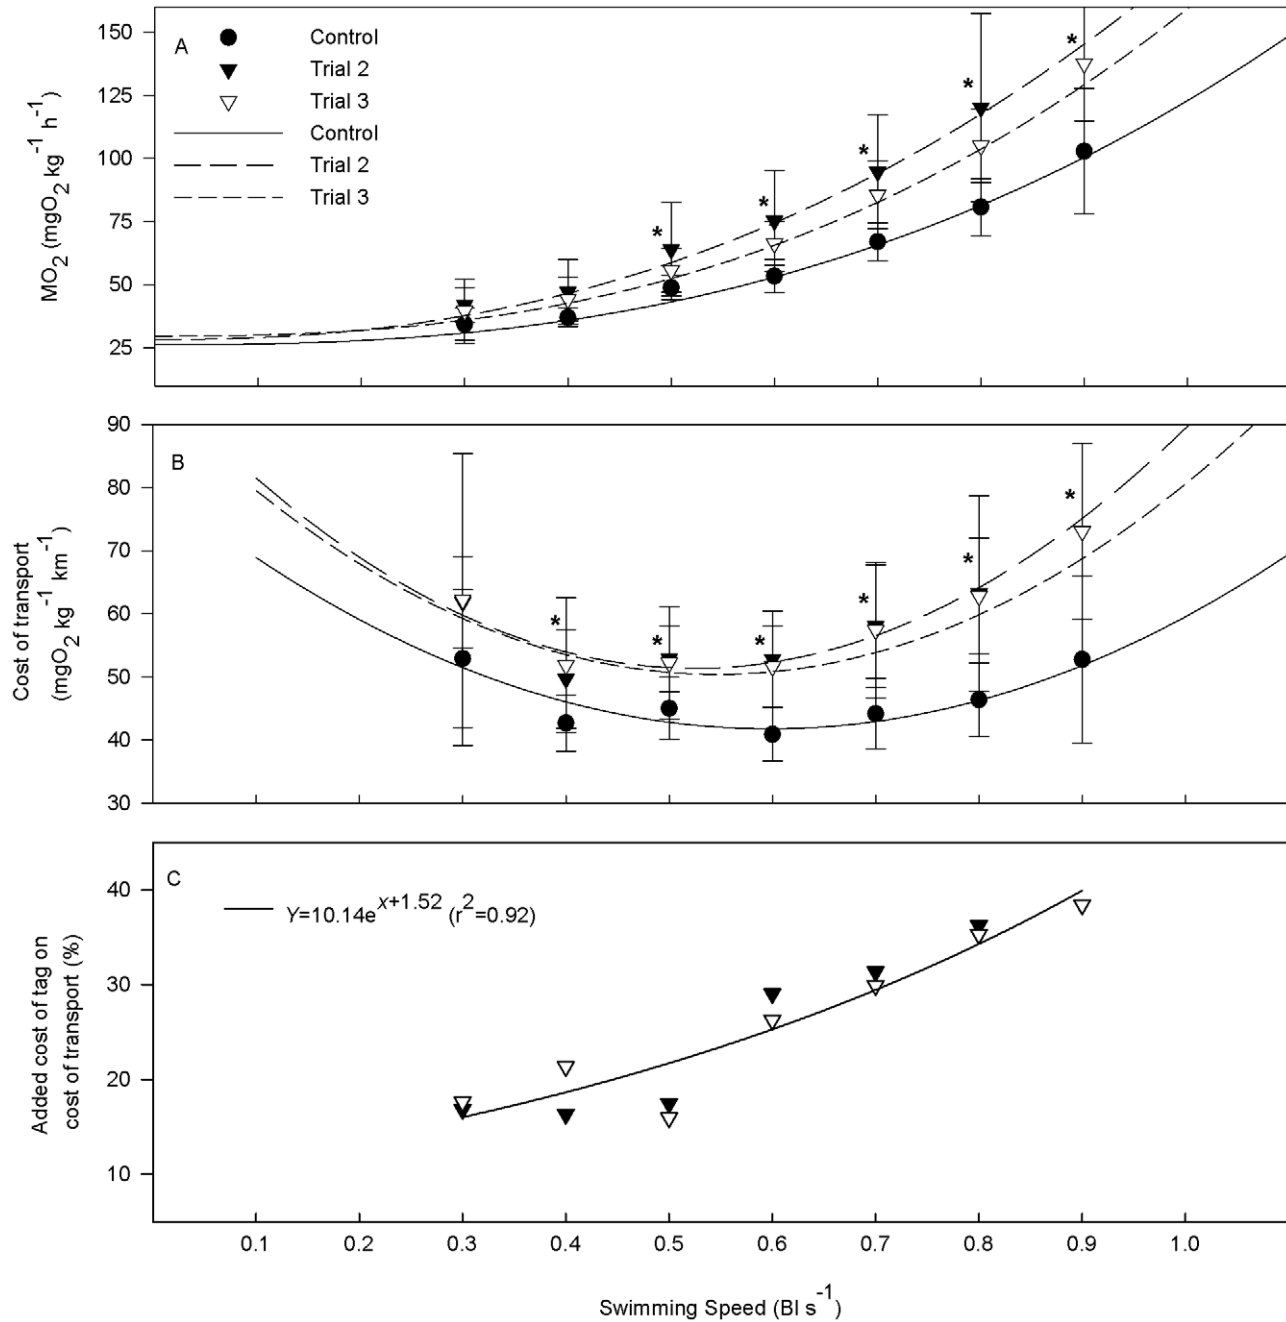 A
Control
Trial 2
Trial 3
Control
Trial 2
Trial 3
150
125
100
75
50
25
MO₂ (mgO₂ kg⁻¹ h⁻¹)
*
*
*
*
*
B
90
80
70
60
50
40
30
Cost of transport
(mgO₂ kg⁻¹ km⁻¹)
*
*
*
*
*
*
C
Y=10.14e^x+1.52 (r²=0.92)
40
30
20
10
Added cost of tag on
cost of transport (%)
0.1 0.2 0.3 0.4 0.5 0.6 0.7 0.8 0.9 1.0
Swimming Speed (Bl s⁻¹)